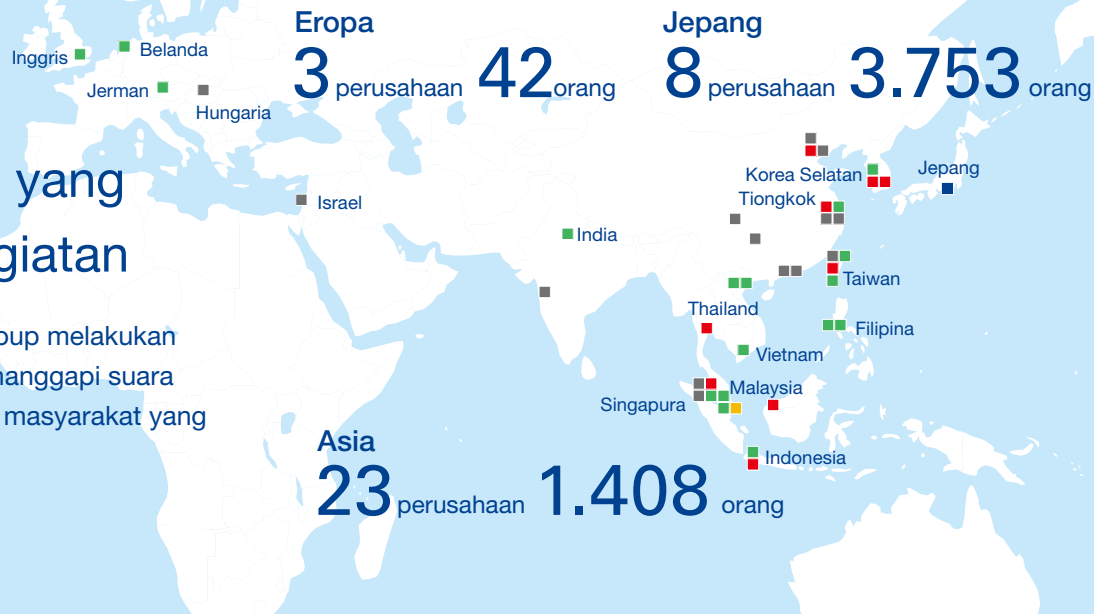 Eropa
3 perusahaan 42 orang
Jepang
8 perusahaan 3.753 orang
Inggris
Belanda
Jerman
Hungaria
yang
giatan
oup melakukan
nanggapi suara
masyarakat yang
Israel
India
Korea Selatan
Jepang
Tiongkok
Taiwan
Thailand
Filipina
Vietnam
Malaysia
Singapura
Indonesia
Asia
23 perusahaan 1.408 orang